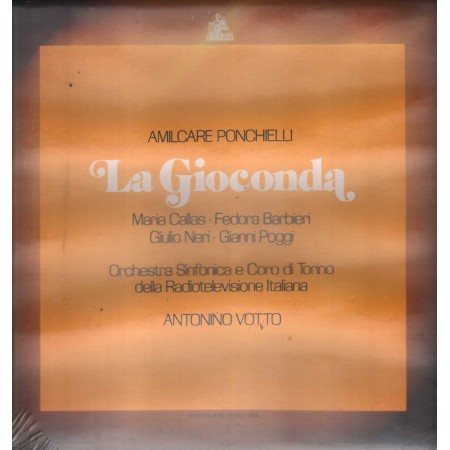 AMILCARE PONCHIELLI
La Gioconda
Maria Callas · Fedora Barbieri
Giulio Neri · Gianni Poggi
Orchestra Sinfonica e Coro di Torino
della Radiotelevisione Italiana
ANTONINO VOTTO